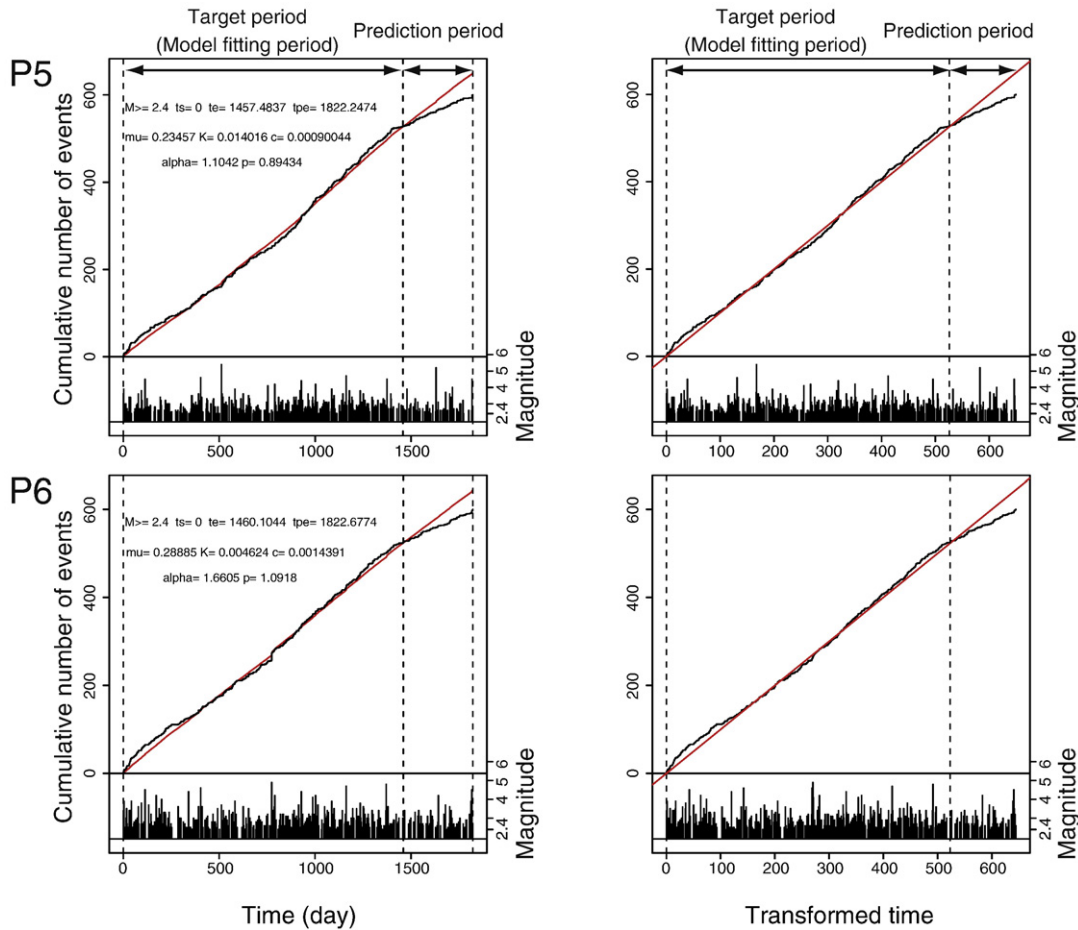 Target period
(Model fitting period)
Prediction period
Target period
(Model fitting period)
Prediction period
P5
M>= 2.4 ts= 0 te= 1457.4837 tpe= 1822.2474
mu= 0.23457 K= 0.014016 c= 0.00090044
alpha= 1.1042 p= 0.89434
Cumulative number of events
0 200 400 600
Magnitude
2.4 4 5 6
0 500 1000 1500
0 200 400 600
Magnitude
2.4 4 5 6
0 100 200 300 400 500 600
P6
M>= 2.4 ts= 0 te= 1460.1044 tpe= 1822.6774
mu= 0.28885 K= 0.004624 c= 0.0014391
alpha= 1.6605 p= 1.0918
Cumulative number of events
0 200 400 600
Magnitude
2.4 4 5 6
0 500 1000 1500
Time (day)
0 200 400 600
Magnitude
2.4 4 5 6
0 100 200 300 400 500 600
Transformed time